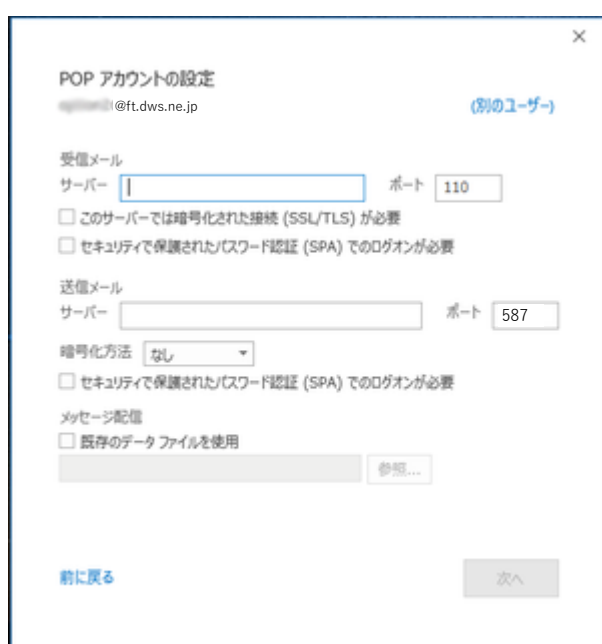 POP アカウントの設定
@ft.dws.ne.jp (別のユーザー)
受信メール
サーバー ポート 110
このサーバーでは暗号化された接続 (SSL/TLS) が必要
セキュリティで保護されたパスワード認証 (SPA) でのログオンが必要
送信メール
サーバー ポート 587
暗号化方法 なし
セキュリティで保護されたパスワード認証 (SPA) でのログオンが必要
メッセージ配信
既存のデータ ファイルを使用
参照...
前に戻る 次へ